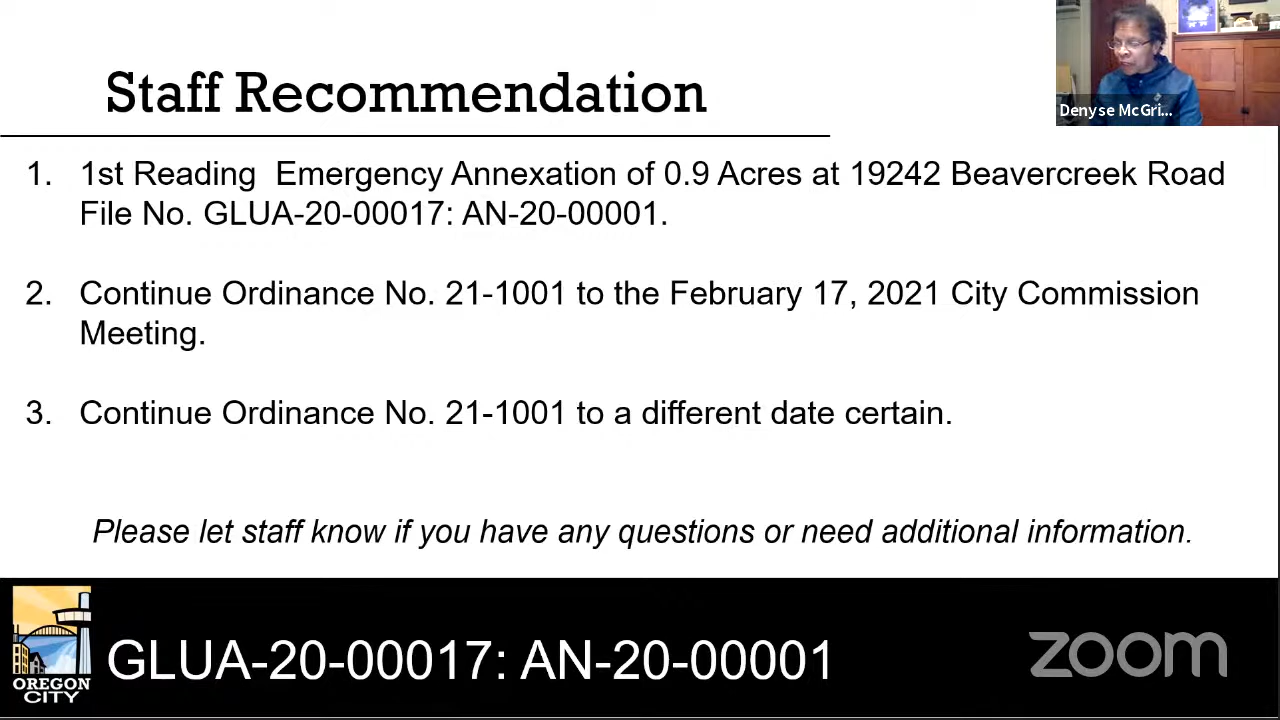 Staff Recommendation
Denyse McGri...
1. 1st Reading  Emergency Annexation of 0.9 Acres at 19242 Beavercreek Road
File No. GLUA-20-00017: AN-20-00001.
2. Continue Ordinance No. 21-1001 to the February 17, 2021 City Commission
Meeting.
3. Continue Ordinance No. 21-1001 to a different date certain.
Please let staff know if you have any questions or need additional information.
OREGON
CITY
GLUA-20-00017: AN-20-00001
zoom